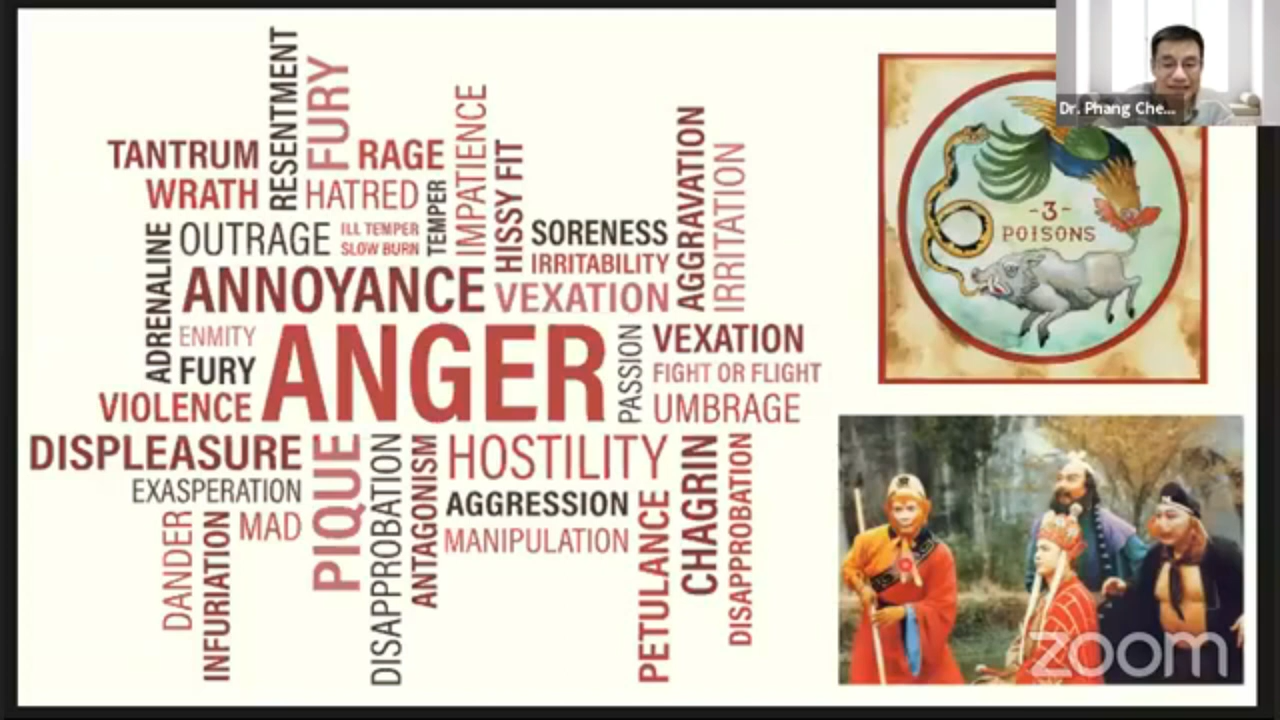 RESENTMENT
FURY
TANTRUM
RAGE
IMPATIENCE
WRATH
HATRED
TEMPER
HISSY FIT
AGGRAVATION
IRRITATION
ADRENALINE
OUTRAGE
ILL TEMPER
SLOW BURN
SORENESS
IRRITABILITY
ANNOYANCE
VEXATION
ENMITY
FURY
ANGER
PASSION
VEXATION
FIGHT OR FLIGHT
VIOLENCE
UMBRAGE
DISPLEASURE
PIQUE
DISAPPROBATION
ANTAGONISM
HOSTILITY
CHAGRIN
DISAPPROBATION
EXASPERATION
AGGRESSION
DANDER
INFURIATION
MAD
MANIPULATION
PETULANCE
-3-
POISONS
Dr. Phang Che...
zoom